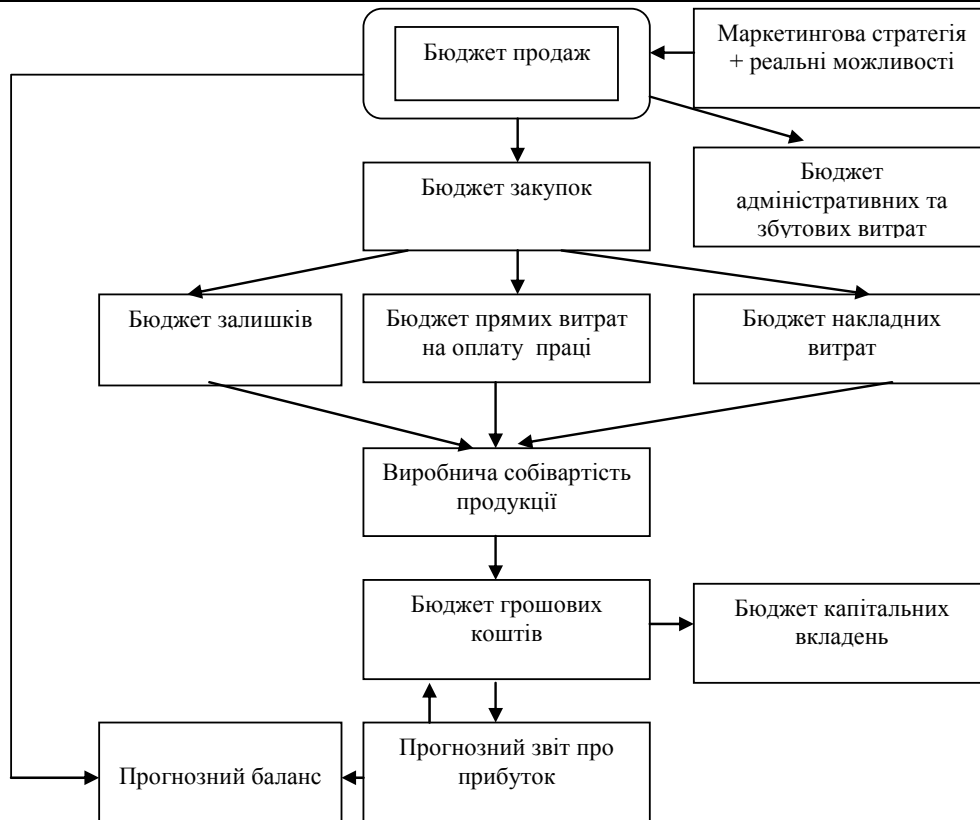 Бюджет продаж
Маркетингова стратегія
+ реальні можливості
Бюджет закупок
Бюджет
адміністративних та
збутових витрат
Бюджет залишків
Бюджет прямих витрат
на оплату праці
Бюджет накладних
витрат
Виробнича собівартість
продукції
Бюджет грошових
коштів
Бюджет капітальних
вкладень
Прогнозний баланс
Прогнозний звіт про
прибуток